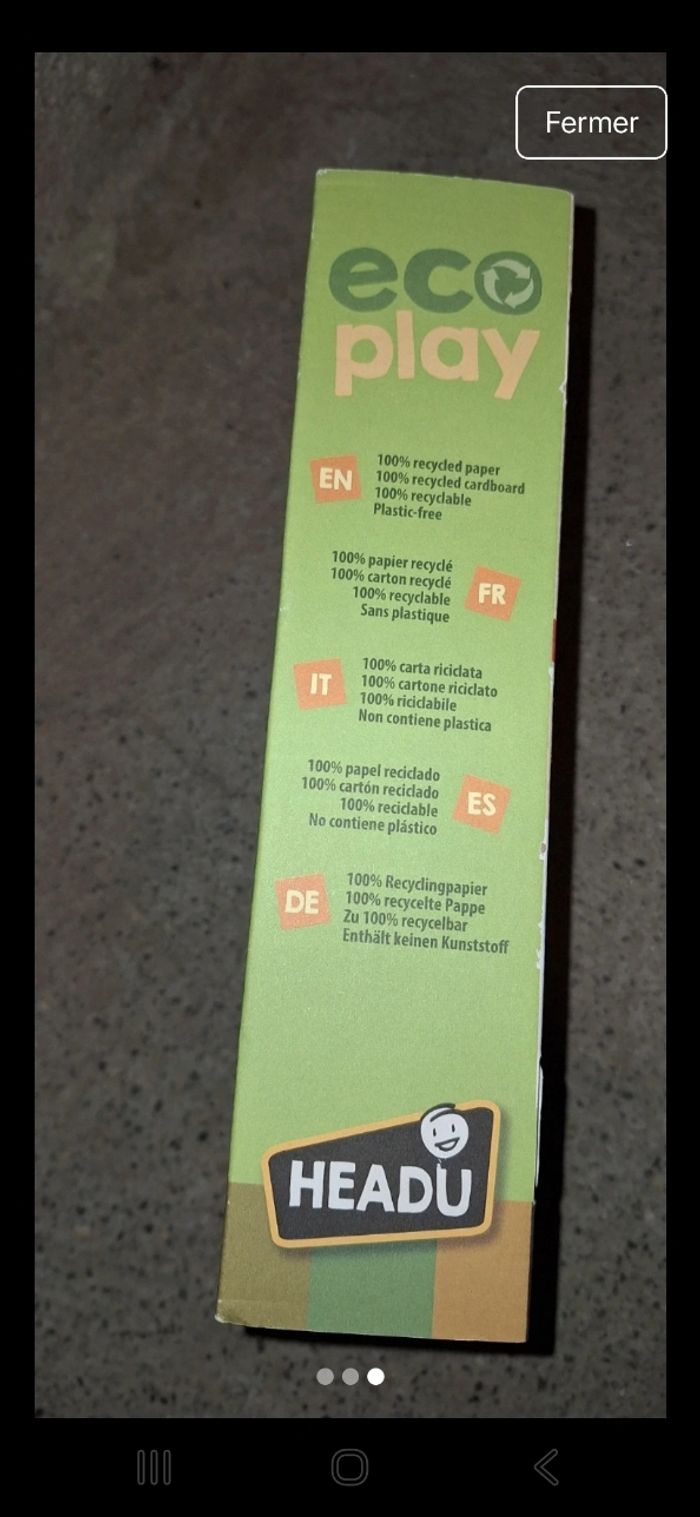 Fermer
eco
play
EN
100% recycled paper
100% recycled cardboard
100% recyclable
Plastic-free
100% papier recyclé
100% carton recyclé
100% recyclable
Sans plastique
FR
IT
100% carta riciclata
100% cartone riciclato
100% riciclabile
Non contiene plastica
100% papel reciclado
100% cartón reciclado
100% reciclable
No contiene plástico
ES
DE
100% Recyclingpapier
100% recycelte Pappe
Zu 100% recycelbar
Enthält keinen Kunststoff
HEADU